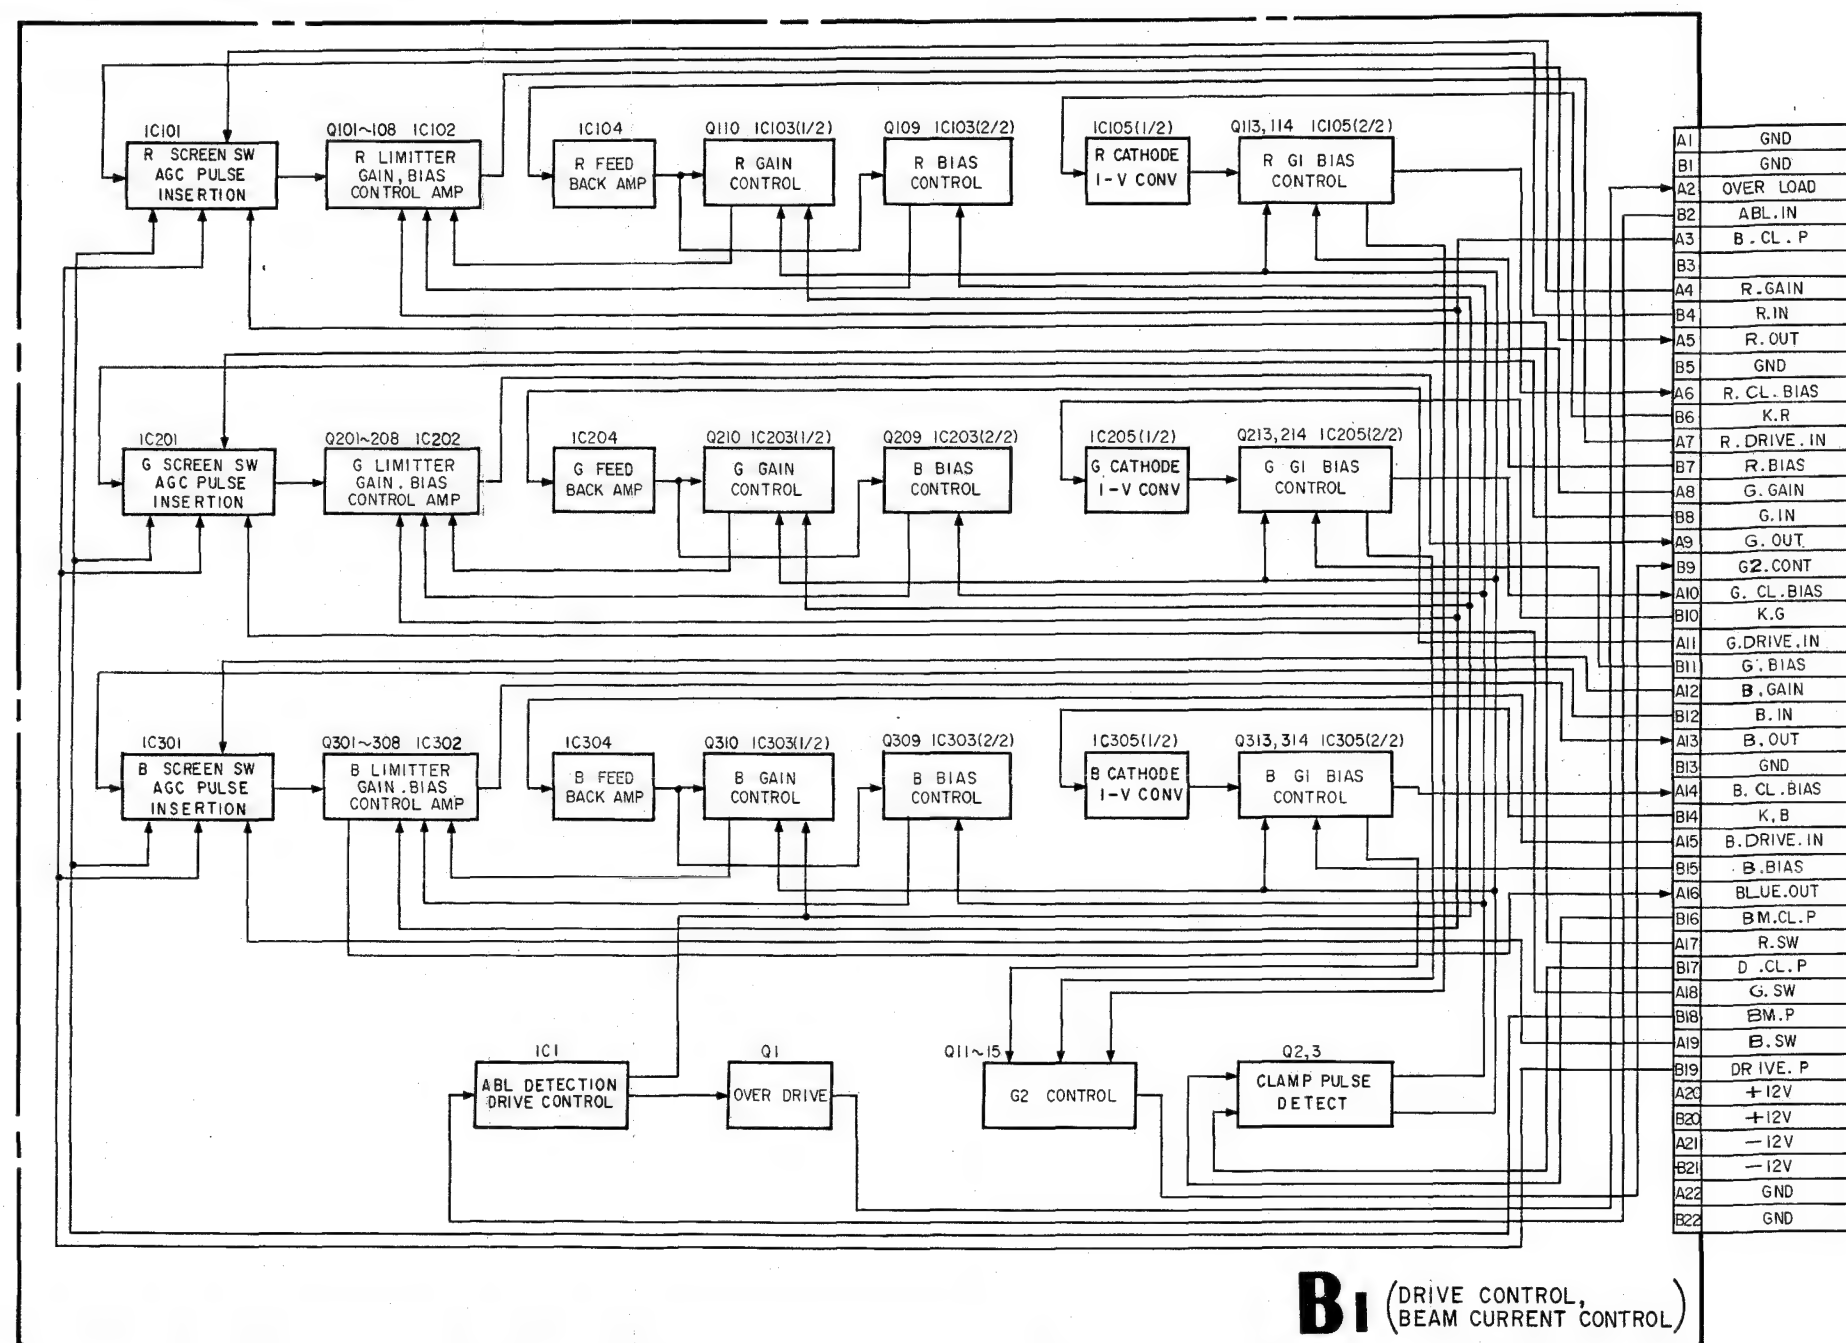 IC101
R SCREEN SW
AGC PULSE
INSERTION
Q101~108 IC102
R LIMITTER
GAIN, BIAS
CONTROL AMP
IC104
R FEED
BACK AMP
Q110 IC103(1/2)
R GAIN
CONTROL
Q109 IC103(2/2)
R BIAS
CONTROL
IC105(1/2)
R CATHODE
I-V CONV
Q113, 114 IC105(2/2)
R G1 BIAS
CONTROL
IC201
G SCREEN SW
AGC PULSE
INSERTION
Q201~208 IC202
G LIMITTER
GAIN. BIAS
CONTROL AMP
IC204
G FEED
BACK AMP
Q210 IC203(1/2)
G GAIN
CONTROL
Q209 IC203(2/2)
B BIAS
CONTROL
IC205(1/2)
G CATHODE
I-V CONV
Q213, 214 IC205(2/2)
G G1 BIAS
CONTROL
IC301
B SCREEN SW
AGC PULSE
INSERTION
Q301~308 IC302
B LIMITTER
GAIN .BIAS
CONTROL AMP
IC304
B FEED
BACK AMP
Q310 IC303(1/2)
B GAIN
CONTROL
Q309 IC303(2/2)
B BIAS
CONTROL
IC305(1/2)
B CATHODE
I-V CONV
Q313, 314 IC305(2/2)
B G1 BIAS
CONTROL
IC1
ABL DETECTION
DRIVE CONTROL
Q1
OVER DRIVE
Q11~15
G2 CONTROL
Q2,3
CLAMP PULSE
DETECT
A1 GND
B1 GND
A2 OVER LOAD
B2 ABL.IN
A3 B.CL.P
B3
A4 R.GAIN
B4 R.IN
A5 R.OUT
B5 GND
A6 R.CL.BIAS
B6 K.R
A7 R.DRIVE.IN
B7 R.BIAS
A8 G.GAIN
B8 G.IN
A9 G.OUT
B9 G2.CONT
A10 G.CL.BIAS
B10 K.G
A11 G.DRIVE.IN
B11 G.BIAS
A12 B.GAIN
B12 B.IN
A13 B.OUT
B13 GND
A14 B.CL.BIAS
B14 K,B
A15 B.DRIVE.IN
B15 B.BIAS
A16 BLUE.OUT
B16 BM.CL.P
A17 R.SW
B17 D.CL.P
A18 G.SW
B18 BM.P
A19 B.SW
B19 DRIVE.P
A20 +12V
B20 +12V
A21 -12V
B21 -12V
A22 GND
B22 GND
B1 (DRIVE CONTROL,
BEAM CURRENT CONTROL)